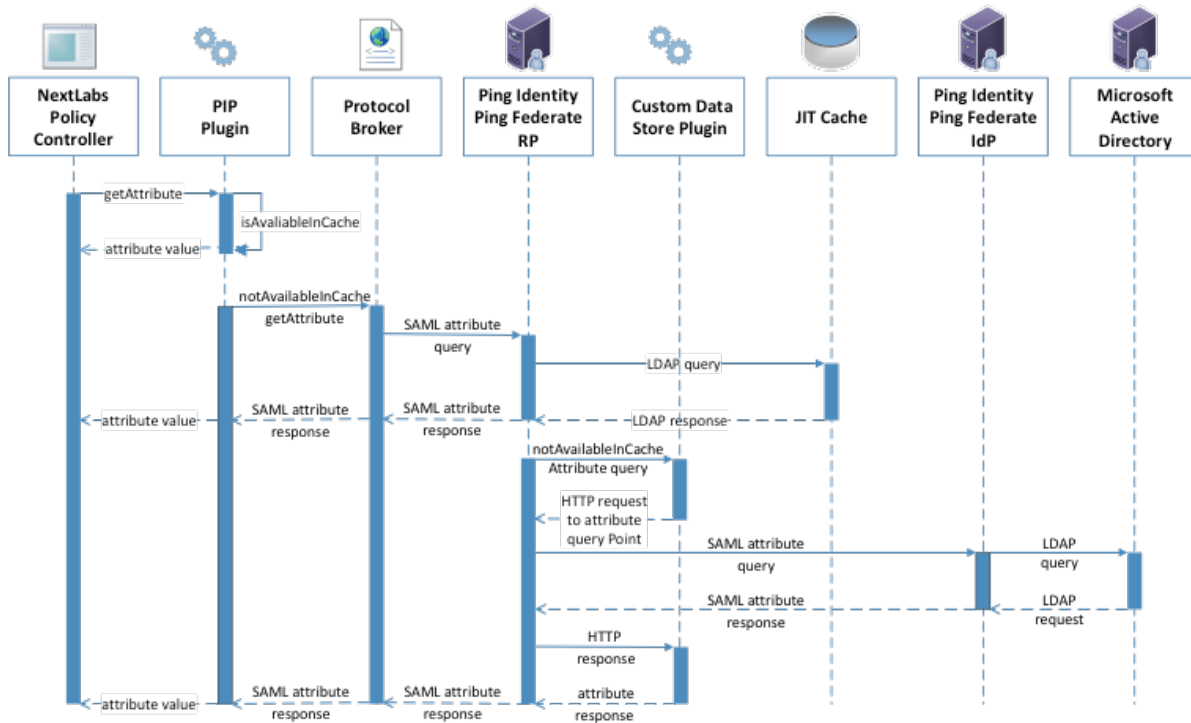 NextLabs
Policy
Controller
PIP
Plugin
Protocol
Broker
Ping Identity
Ping Federate
RP
Custom Data
Store Plugin
JIT Cache
Ping Identity
Ping Federate
IdP
Microsoft
Active
Directory
getAttribute
isAvaliableInCache
attribute value
notAvailableInCache
getAttribute
SAML attribute
query
LDAP query
attribute value
SAML attribute
response
SAML attribute
response
LDAP response
notAvailableInCache
Attribute query
HTTP request
to attribute
query Point
SAML attribute
query
LDAP
query
SAML attribute
response
LDAP
request
HTTP
response
attribute value
SAML attribute
response
SAML attribute
response
attribute
response